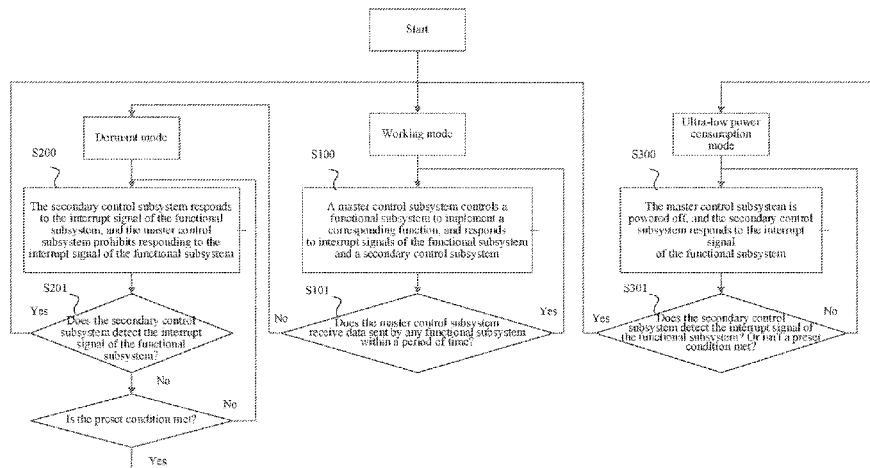 Start
Dormant mode
Working mode
Ultra-low power
consumption
mode
S200
S100
S300
The secondary control subsystem responds
to the interrupt signal of the functional
subsystem, and the master control
subsystem prohibits responding to the
interrupt signal of the functional subsystem
A master control subsystem controls a
functional subsystem to implement a
corresponding function, and responds
to interrupt signals of the functional subsystem
and a secondary control subsystem
The master control subsystem is
powered off, and the secondary control
subsystem responds to the interrupt
signal
of the functional subsystem
S201
S101
S301
Yes
Does the secondary control
subsystem detect the interrupt
signal of the functional
subsystem?
No
Does the master control subsystem
receive data sent by any functional subsystem
within a period of time?
Yes
Yes
Does the secondary control
subsystem detect the interrupt signal of
the functional subsystem? Or isn't a preset
condition met?
No
No
Is the preset condition met?
No
Yes